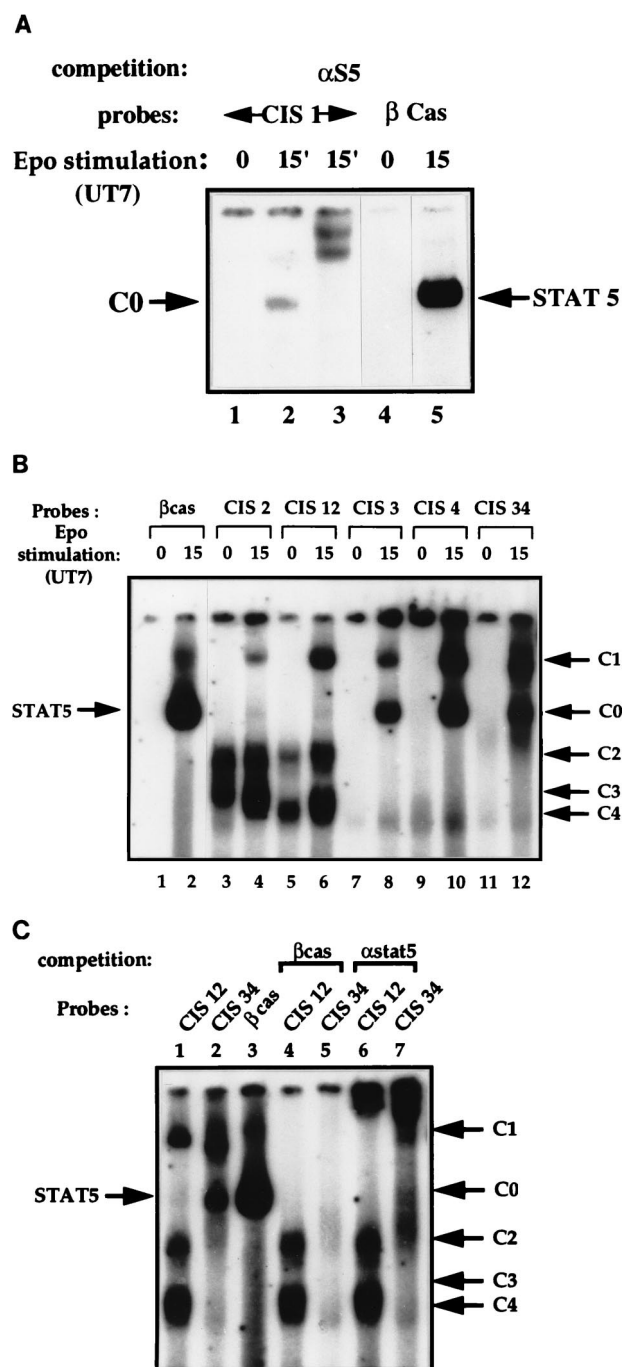 A
competition: αS5
probes: CIS 1 β Cas
Epo stimulation: 0 15' 15' 0 15
(UT7)
C0 STAT 5
1 2 3 4 5
B
Probes : βcas CIS 2 CIS 12 CIS 3 CIS 4 CIS 34
Epo
stimulation: 0 15 0 15 0 15 0 15 0 15 0 15
(UT7)
C1
STAT5 C0
C2
C3
C4
1 2 3 4 5 6 7 8 9 10 11 12
C
competition: βcas αstat5
Probes : CIS 12 CIS 34 β cas CIS 12 CIS 34 CIS 12 CIS 34
1 2 3 4 5 6 7
C1
STAT5 C0
C2
C3
C4